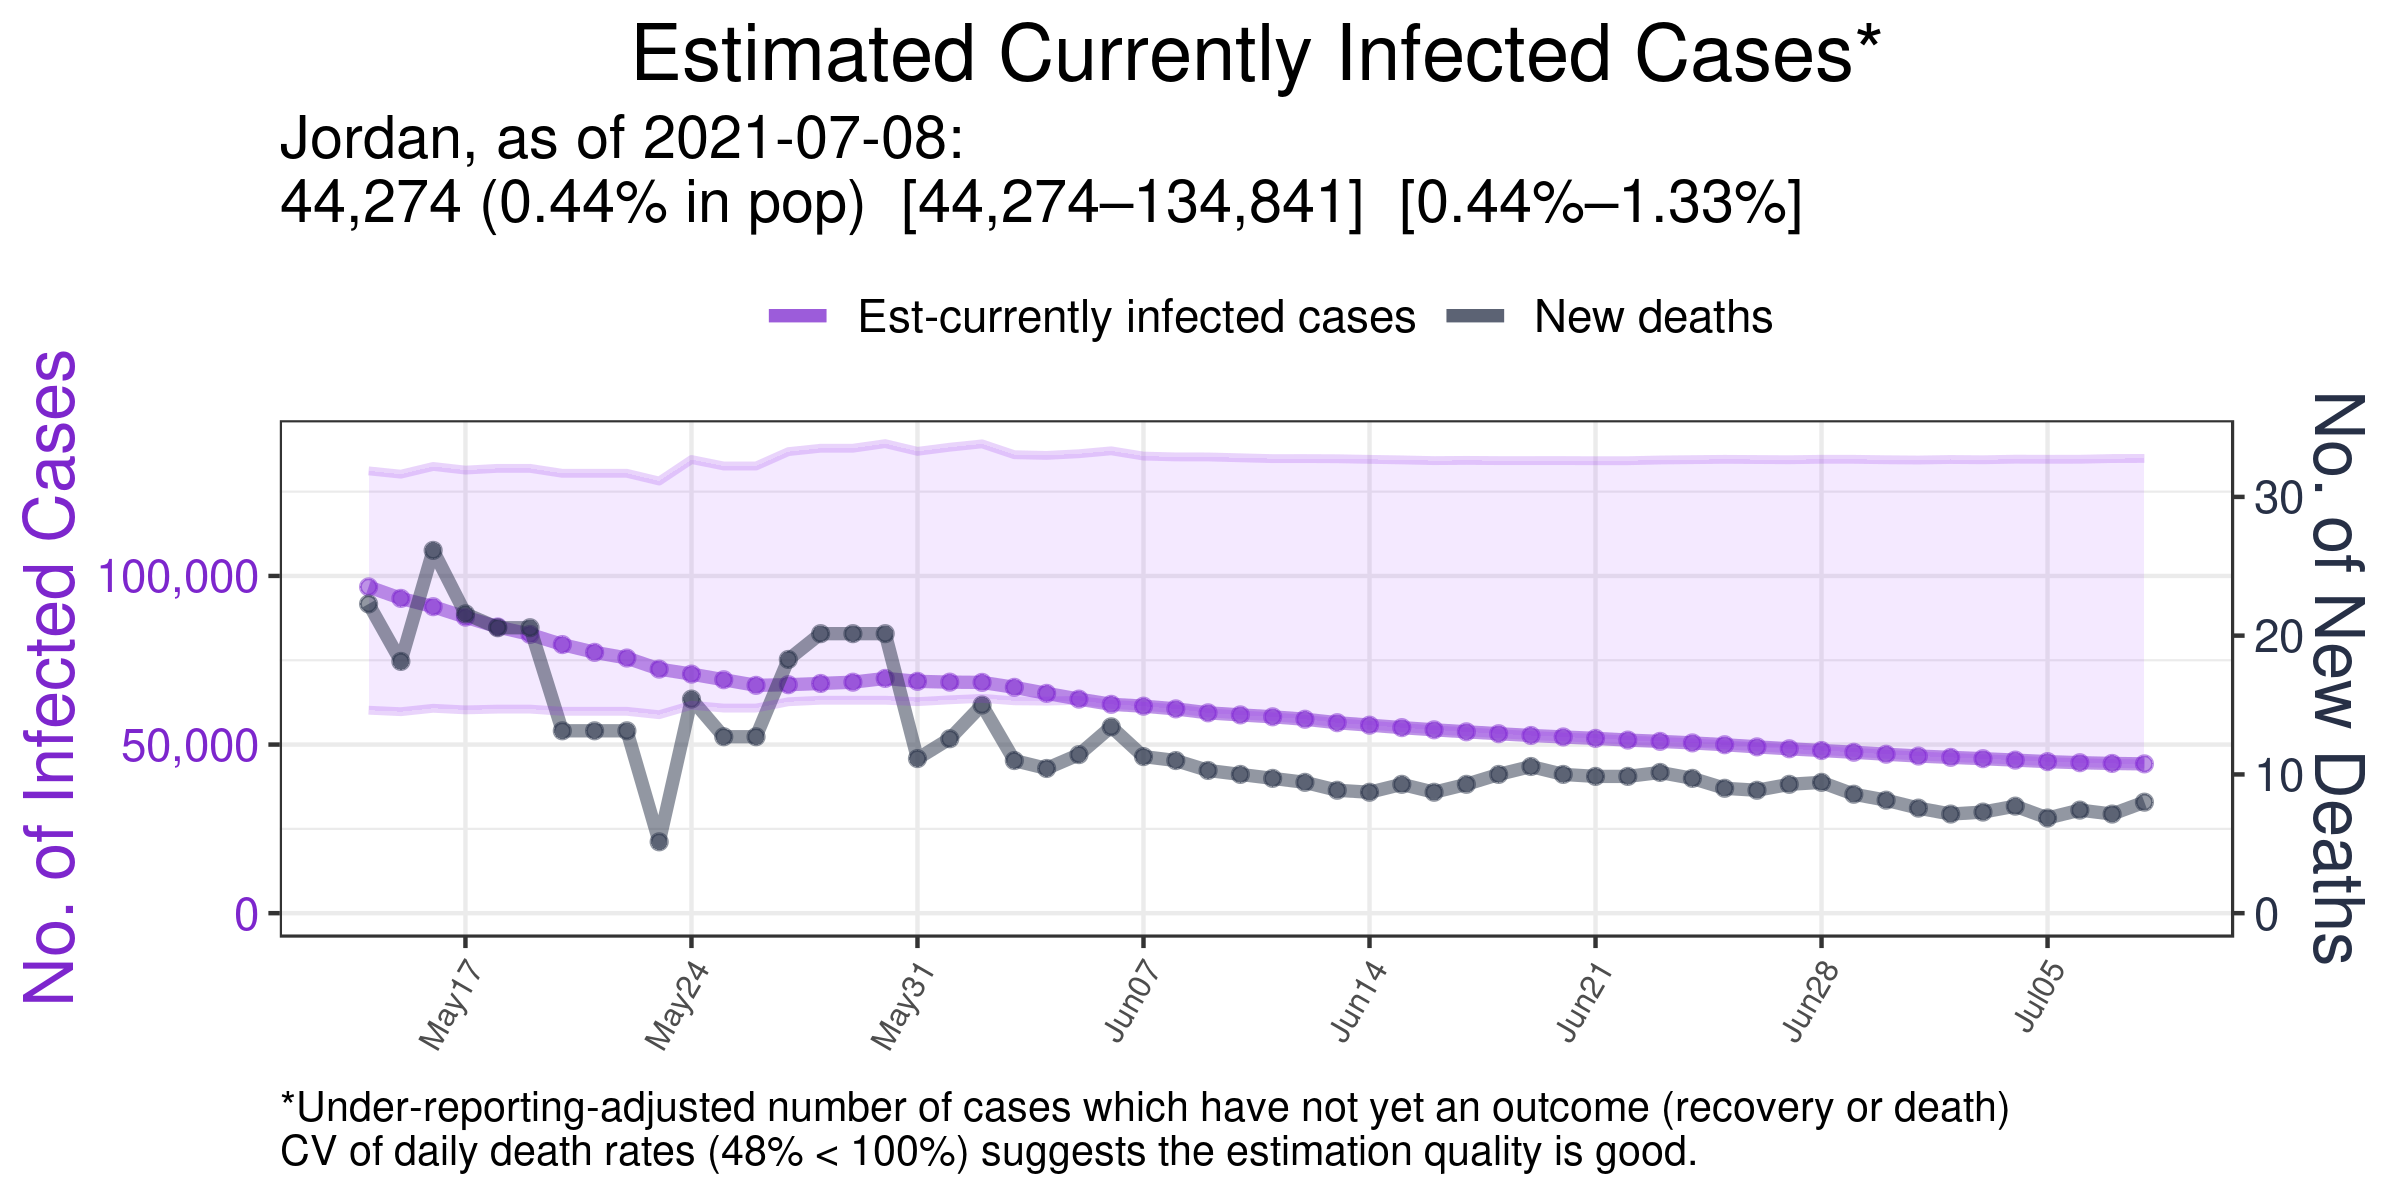 Estimated Currently Infected Cases*
Jordan, as of 2021-07-08:
44,274 (0.44% in pop)  [44,274–134,841]  [0.44%–1.33%]
Est-currently infected cases
New deaths
No. of Infected Cases
100,000
50,000
0
30
20
10
0
No. of New Deaths
May17
May24
May31
Jun07
Jun14
Jun21
Jun28
Jul05
*Under-reporting-adjusted number of cases which have not yet an outcome (recovery or death)
CV of daily death rates (48% < 100%) suggests the estimation quality is good.